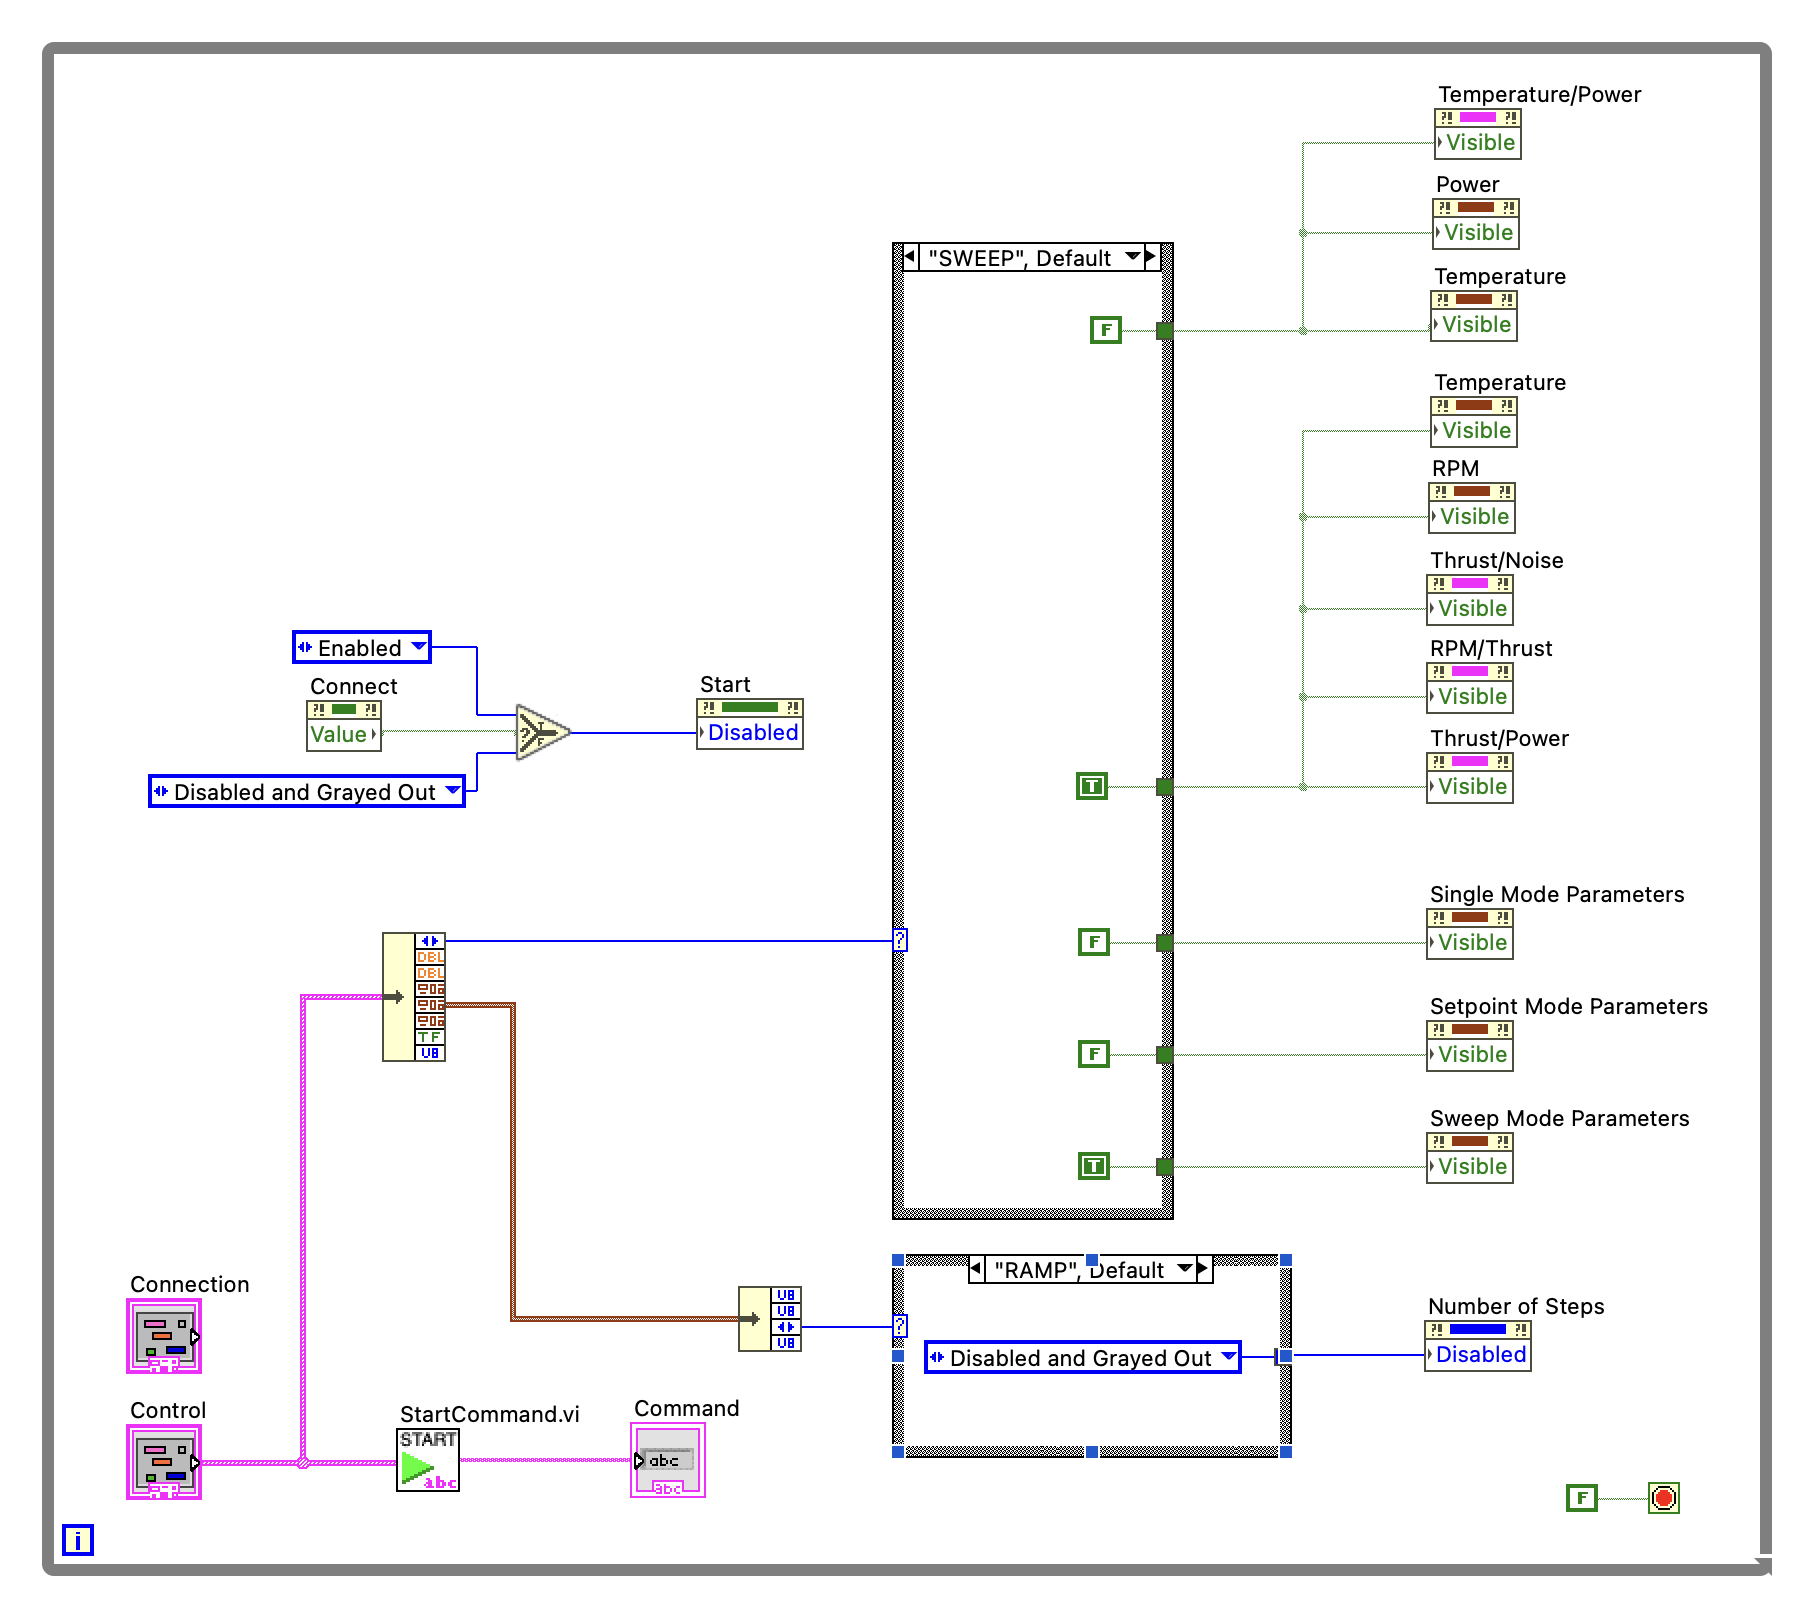 Temperature/Power
Visible
Power
Visible
"SWEEP", Default
Temperature
Visible
F
Temperature
Visible
RPM
Visible
Thrust/Noise
Visible
Enabled
RPM/Thrust
Visible
Connect
Value
?
T
F
Start
Disabled
Thrust/Power
Visible
Disabled and Grayed Out
T
Single Mode Parameters
Visible
F
?
DBL
DBL
TF
U8
Setpoint Mode Parameters
Visible
F
Sweep Mode Parameters
Visible
T
"RAMP", Default
Connection
U8
U8
U8
?
Number of Steps
Disabled
Disabled and Grayed Out
Control
StartCommand.vi
START
abc
Command
abc
abc
F
i